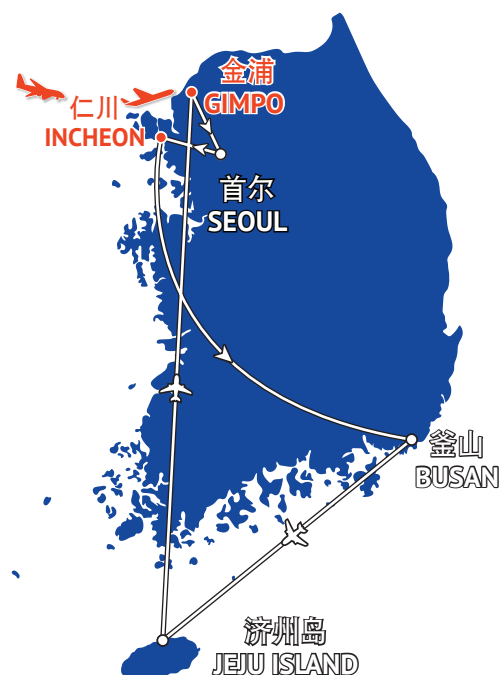 金浦
GIMPO
仁川
INCHEON
首尔
SEOUL
釜山
BUSAN
济州岛
JEJU ISLAND